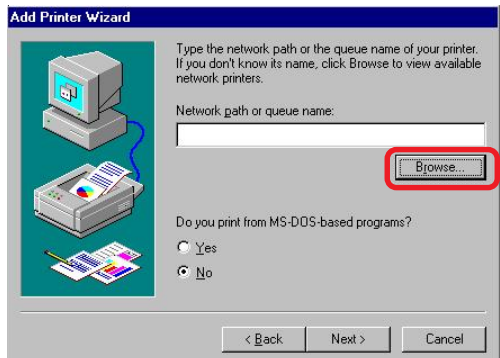 Add Printer Wizard
Type the network path or the queue name of your printer.
If you don't know its name, click Browse to view available
network printers.
Network path or queue name:
Browse...
Do you print from MS-DOS-based programs?
Yes
No
< Back Next > Cancel